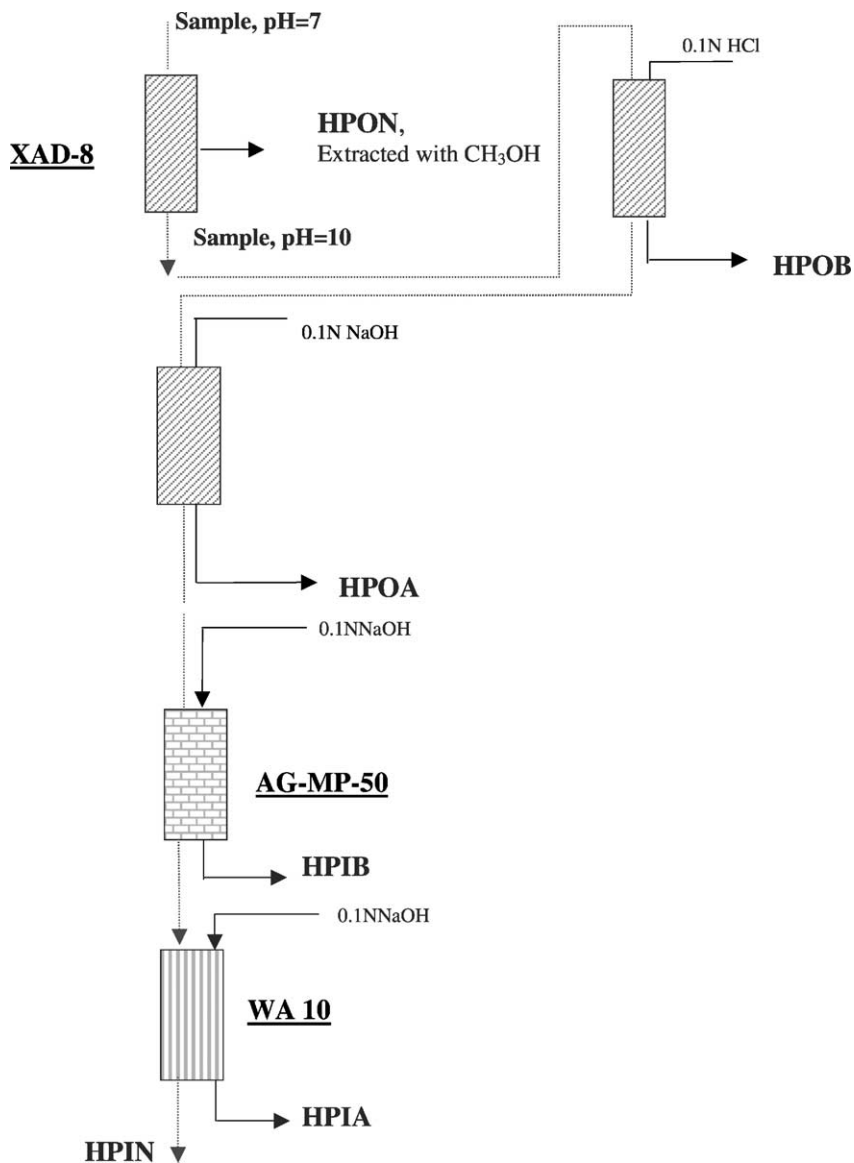 Sample, pH=7
0.1N HCl
HPON,
Extracted with CH₃OH
XAD-8
Sample, pH=10
HPOB
0.1N NaOH
HPOA
0.1NNaOH
AG-MP-50
HPIB
0.1NNaOH
WA 10
HPIA
HPIN